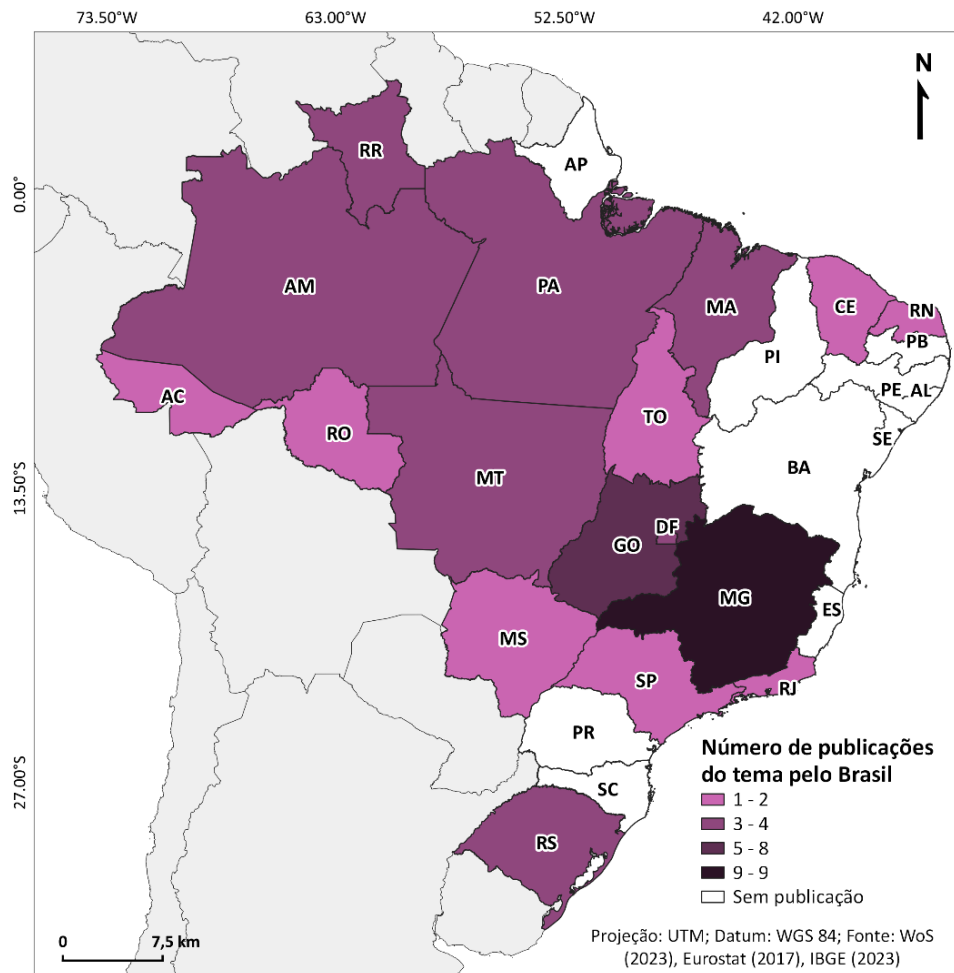 73.50°W 63.00°W 52.50°W 42.00°W
N
RR
AP
0.00°
AM
PA
MA
CE
RN
PB
PI
PE AL
AC
TO
SE
RO
BA
MT
13.50°S
DF
GO
MG
ES
MS
SP
RJ
PR
Número de publicações
do tema pelo Brasil
27.00°S
SC
1 - 2
3 - 4
RS
5 - 8
9 - 9
Sem publicação
0 7,5 km
Projeção: UTM; Datum: WGS 84; Fonte: WoS
(2023), Eurostat (2017), IBGE (2023)